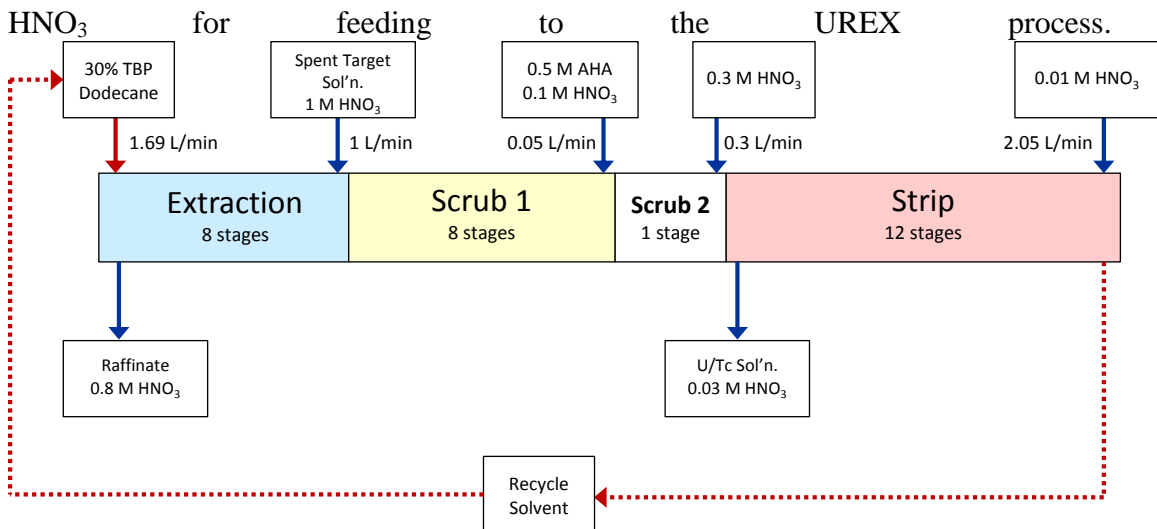 HNO₃ for feeding to the UREX process.
30% TBP
Dodecane
Spent Target
Sol'n.
1 M HNO₃
0.5 M AHA
0.1 M HNO₃
0.3 M HNO₃
0.01 M HNO₃
1.69 L/min
1 L/min
0.05 L/min
0.3 L/min
2.05 L/min
Extraction
8 stages
Scrub 1
8 stages
Scrub 2
1 stage
Strip
12 stages
Raffinate
0.8 M HNO₃
U/Tc Sol'n.
0.03 M HNO₃
Recycle
Solvent